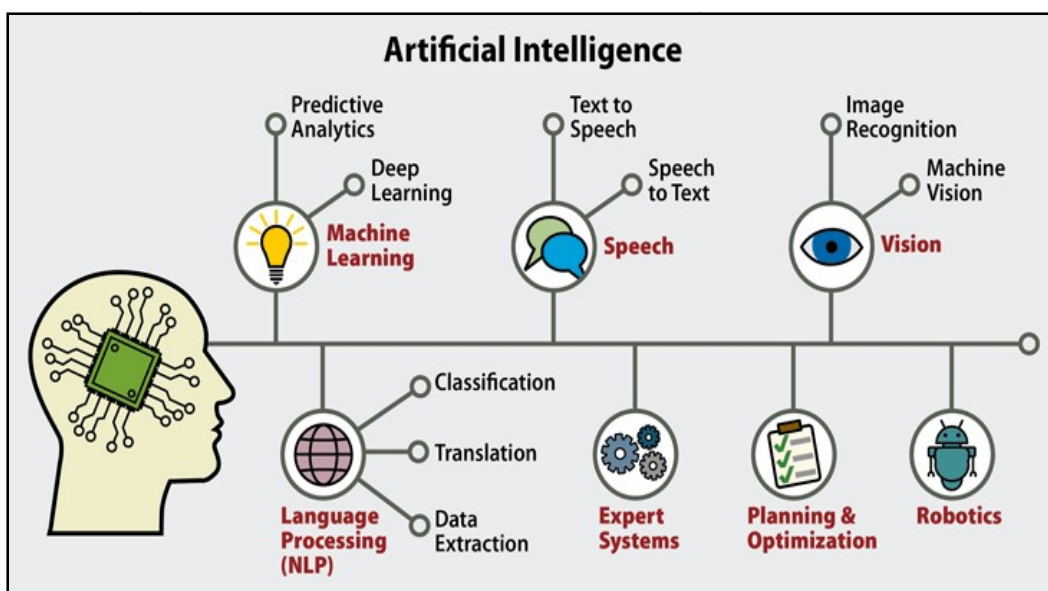 Artificial Intelligence
Predictive
Analytics
Deep
Learning
Machine
Learning
Text to
Speech
Speech
to Text
Speech
Image
Recognition
Machine
Vision
Vision
Classification
Translation
Data
Extraction
Language
Processing
(NLP)
Expert
Systems
Planning &
Optimization
Robotics